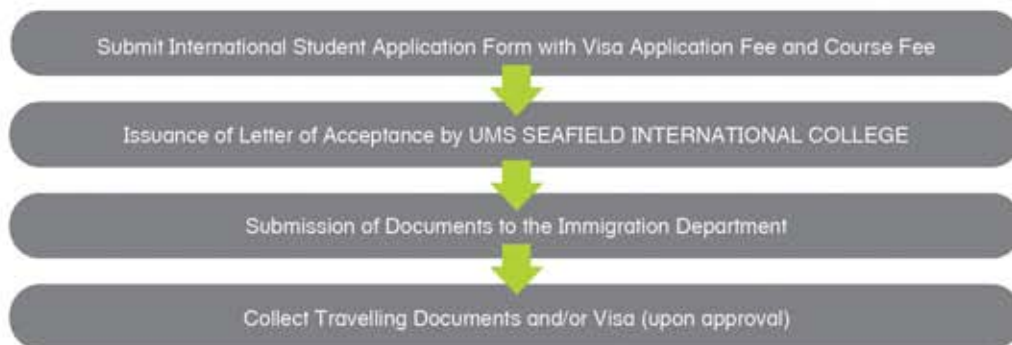 Submit International Student Application Form with Visa Application Fee and Course Fee
Issuance of Letter of Acceptance by UMS SEAFIELD INTERNATIONAL COLLEGE
Submission of Documents to the Immigration Department
Collect Travelling Documents and/or Visa (upon approval)